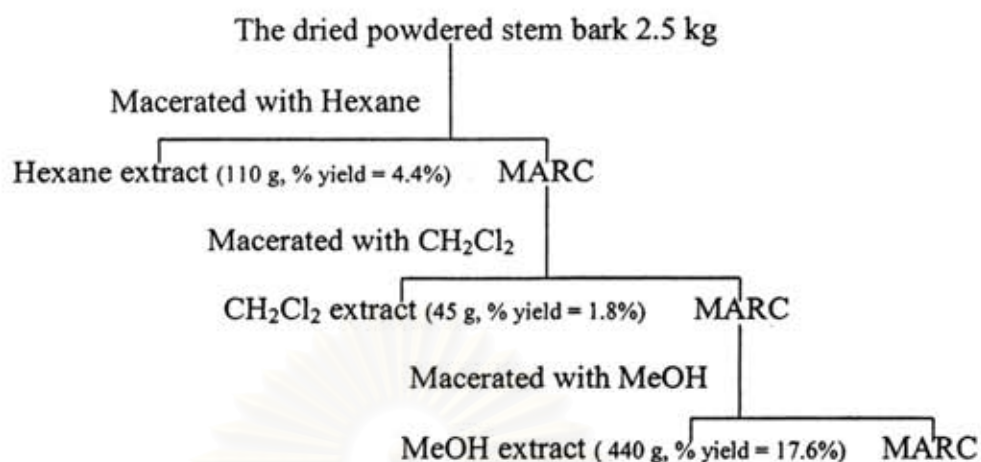 The dried powdered stem bark 2.5 kg
Macerated with Hexane
Hexane extract (110 g, % yield = 4.4%) MARC
Macerated with CH₂Cl₂
CH₂Cl₂ extract (45 g, % yield = 1.8%) MARC
Macerated with MeOH
MeOH extract ( 440 g, % yield = 17.6%) MARC